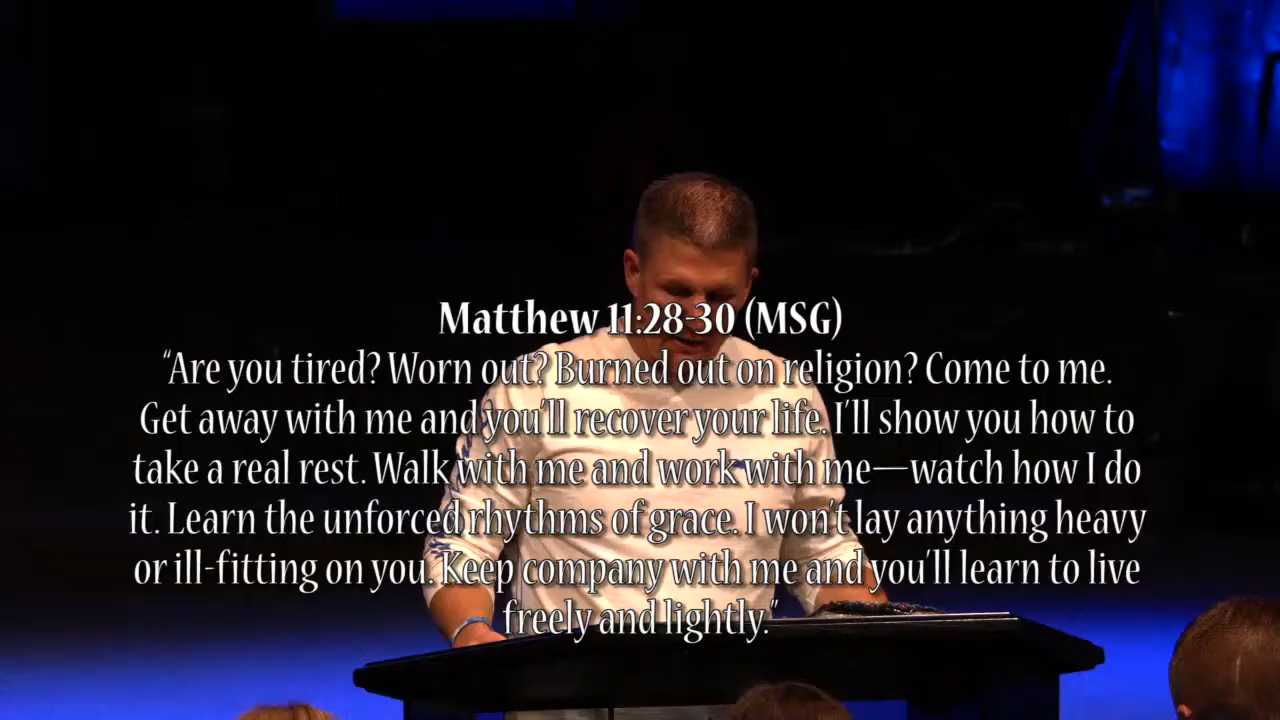 Matthew 11:28-30 (MSG)
“Are you tired? Worn out? Burned out on religion? Come to me.
Get away with me and you’ll recover your life. I’ll show you how to
take a real rest. Walk with me and work with me—watch how I do
it. Learn the unforced rhythms of grace. I won’t lay anything heavy
or ill-fitting on you. Keep company with me and you’ll learn to live
freely and lightly.”